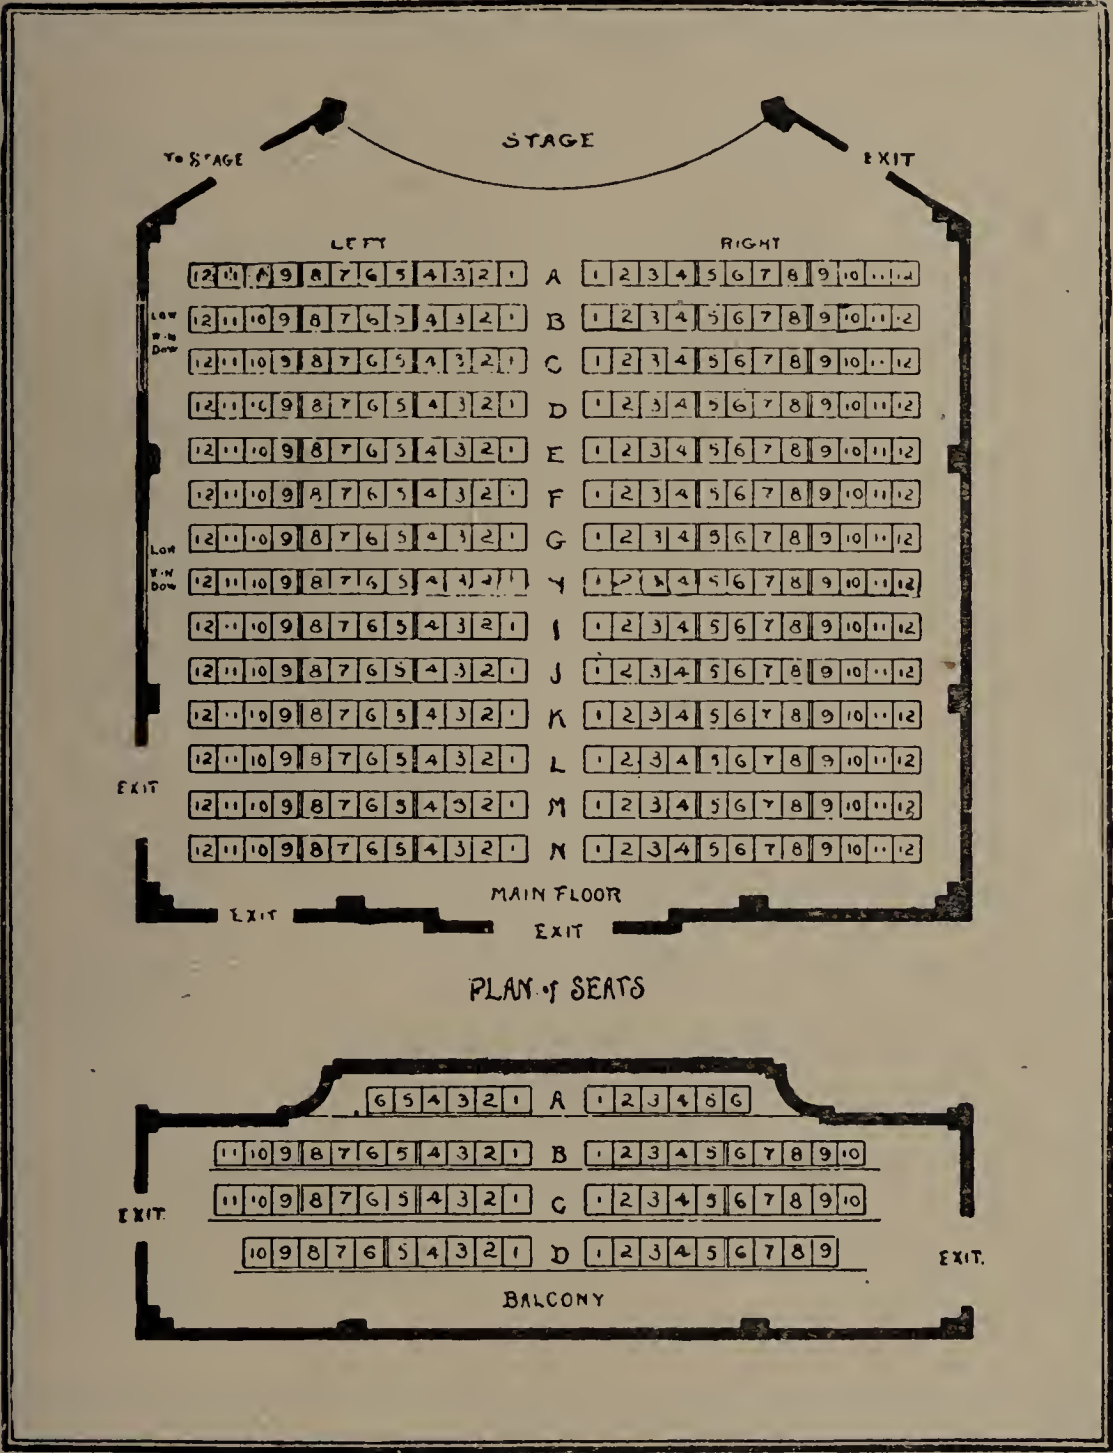 STAGE
TO STAGE EXIT
LEFT RIGHT
12 11 9 8 7 6 5 4 3 2 1 A 1 2 3 4 5 6 7 8 9 10 11 12
12 11 10 9 8 7 6 5 4 3 2 1 B 1 2 3 4 5 6 7 8 9 10 11 12
LOW
WIN
DOW
12 11 10 9 8 7 6 5 4 3 2 1 C 1 2 3 4 5 6 7 8 9 10 11 12
12 11 10 9 8 7 6 5 4 3 2 1 D 1 2 3 4 5 6 7 8 9 10 11 12
12 11 10 9 8 7 6 5 4 3 2 1 E 1 2 3 4 5 6 7 8 9 10 11 12
12 11 10 9 8 7 6 5 4 3 2 1 F 1 2 3 4 5 6 7 8 9 10 11 12
12 11 10 9 8 7 6 5 4 3 2 1 G 1 2 3 4 5 6 7 8 9 10 11 12
LOW
WIN
DOW
12 11 10 9 8 7 6 5 4 3 2 1 1 2 3 4 5 6 7 8 9 10 11 12
12 11 10 9 8 7 6 5 4 3 2 1 I 1 2 3 4 5 6 7 8 9 10 11 12
12 11 10 9 8 7 6 5 4 3 2 1 J 1 2 3 4 5 6 7 8 9 10 11 12
12 11 10 9 8 7 6 5 4 3 2 1 K 1 2 3 4 5 6 7 8 9 10 11 12
12 11 10 9 8 7 6 5 4 3 2 1 L 1 2 3 4 5 6 7 8 9 10 11 12
EXIT
12 11 10 9 8 7 6 5 4 3 2 1 M 1 2 3 4 5 6 7 8 9 10 11 12
12 11 10 9 8 7 6 5 4 3 2 1 N 1 2 3 4 5 6 7 8 9 10 11 12
MAIN FLOOR
EXIT EXIT
PLAN of SEATS
6 5 4 3 2 1 A 1 2 3 4 5 6
11 10 9 8 7 6 5 4 3 2 1 B 1 2 3 4 5 6 7 8 9 10
11 10 9 8 7 6 5 4 3 2 1 C 1 2 3 4 5 6 7 8 9 10
EXIT.
10 9 8 7 6 5 4 3 2 1 D 1 2 3 4 5 6 7 8 9
EXIT.
BALCONY